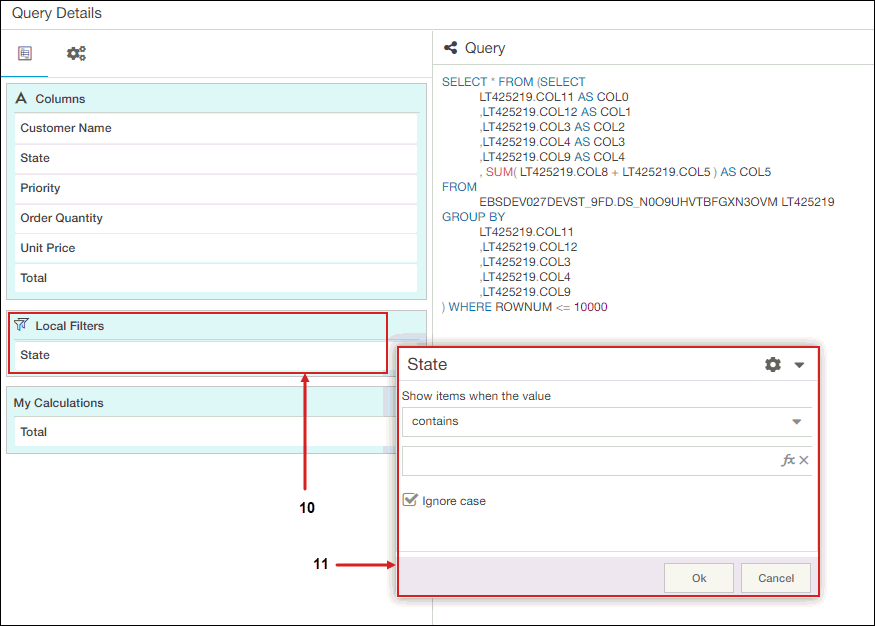 Query Details
Columns
Customer Name
State
Priority
Order Quantity
Unit Price
Total
Local Filters
State
My Calculations
Total
Query
SELECT * FROM (SELECT
LT425219.COL11 AS COL0
,LT425219.COL12 AS COL1
,LT425219.COL3 AS COL2
,LT425219.COL4 AS COL3
,LT425219.COL9 AS COL4
, SUM( LT425219.COL8 + LT425219.COL5 ) AS COL5
FROM
EBSDEV027DEVST_9FD.DS_N0O9UHVTBFGXN3OVM LT425219
GROUP BY
LT425219.COL11
,LT425219.COL12
,LT425219.COL3
,LT425219.COL4
,LT425219.COL9
) WHERE ROWNUM <= 10000
State
Show items when the value
contains
fx
Ignore case
Ok Cancel
10
11